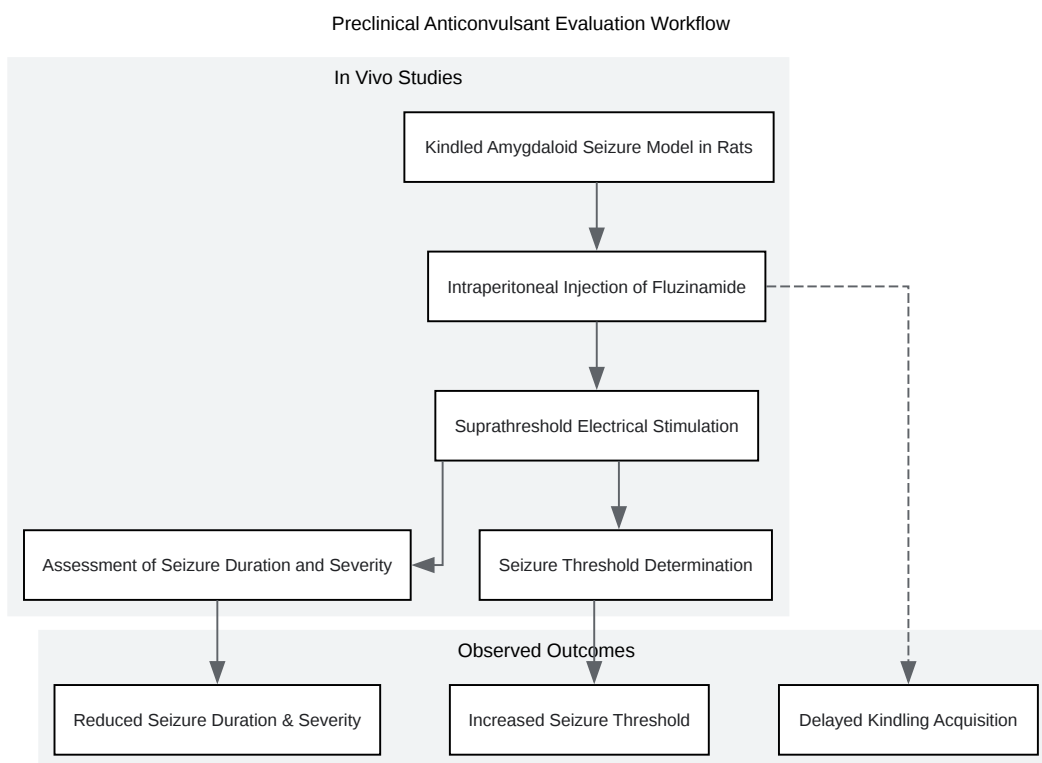 Preclinical Anticonvulsant Evaluation Workflow
In Vivo Studies
Kindled Amygdaloid Seizure Model in Rats
Intraperitoneal Injection of Fluzinamide
Suprathreshold Electrical Stimulation
Assessment of Seizure Duration and Severity
Seizure Threshold Determination
Observed Outcomes
Reduced Seizure Duration & Severity
Increased Seizure Threshold
Delayed Kindling Acquisition